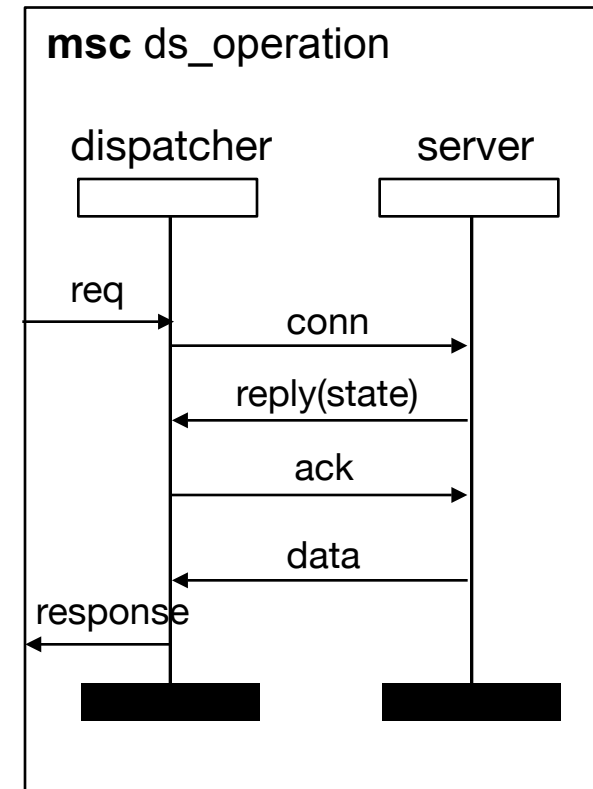 msc ds_operation
dispatcher
server
req
conn
reply(state)
ack
data
response